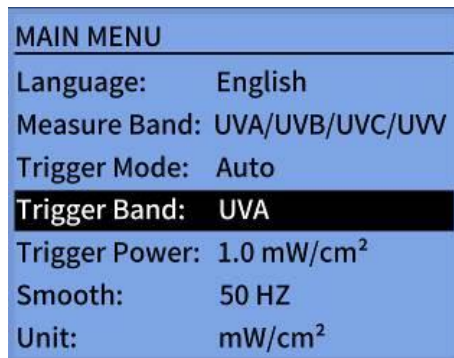 MAIN MENU
Language: English
Measure Band: UVA/UVB/UVC/UVV
Trigger Mode: Auto
Trigger Band: UVA
Trigger Power: 1.0 mW/cm²
Smooth: 50 HZ
Unit: mW/cm²